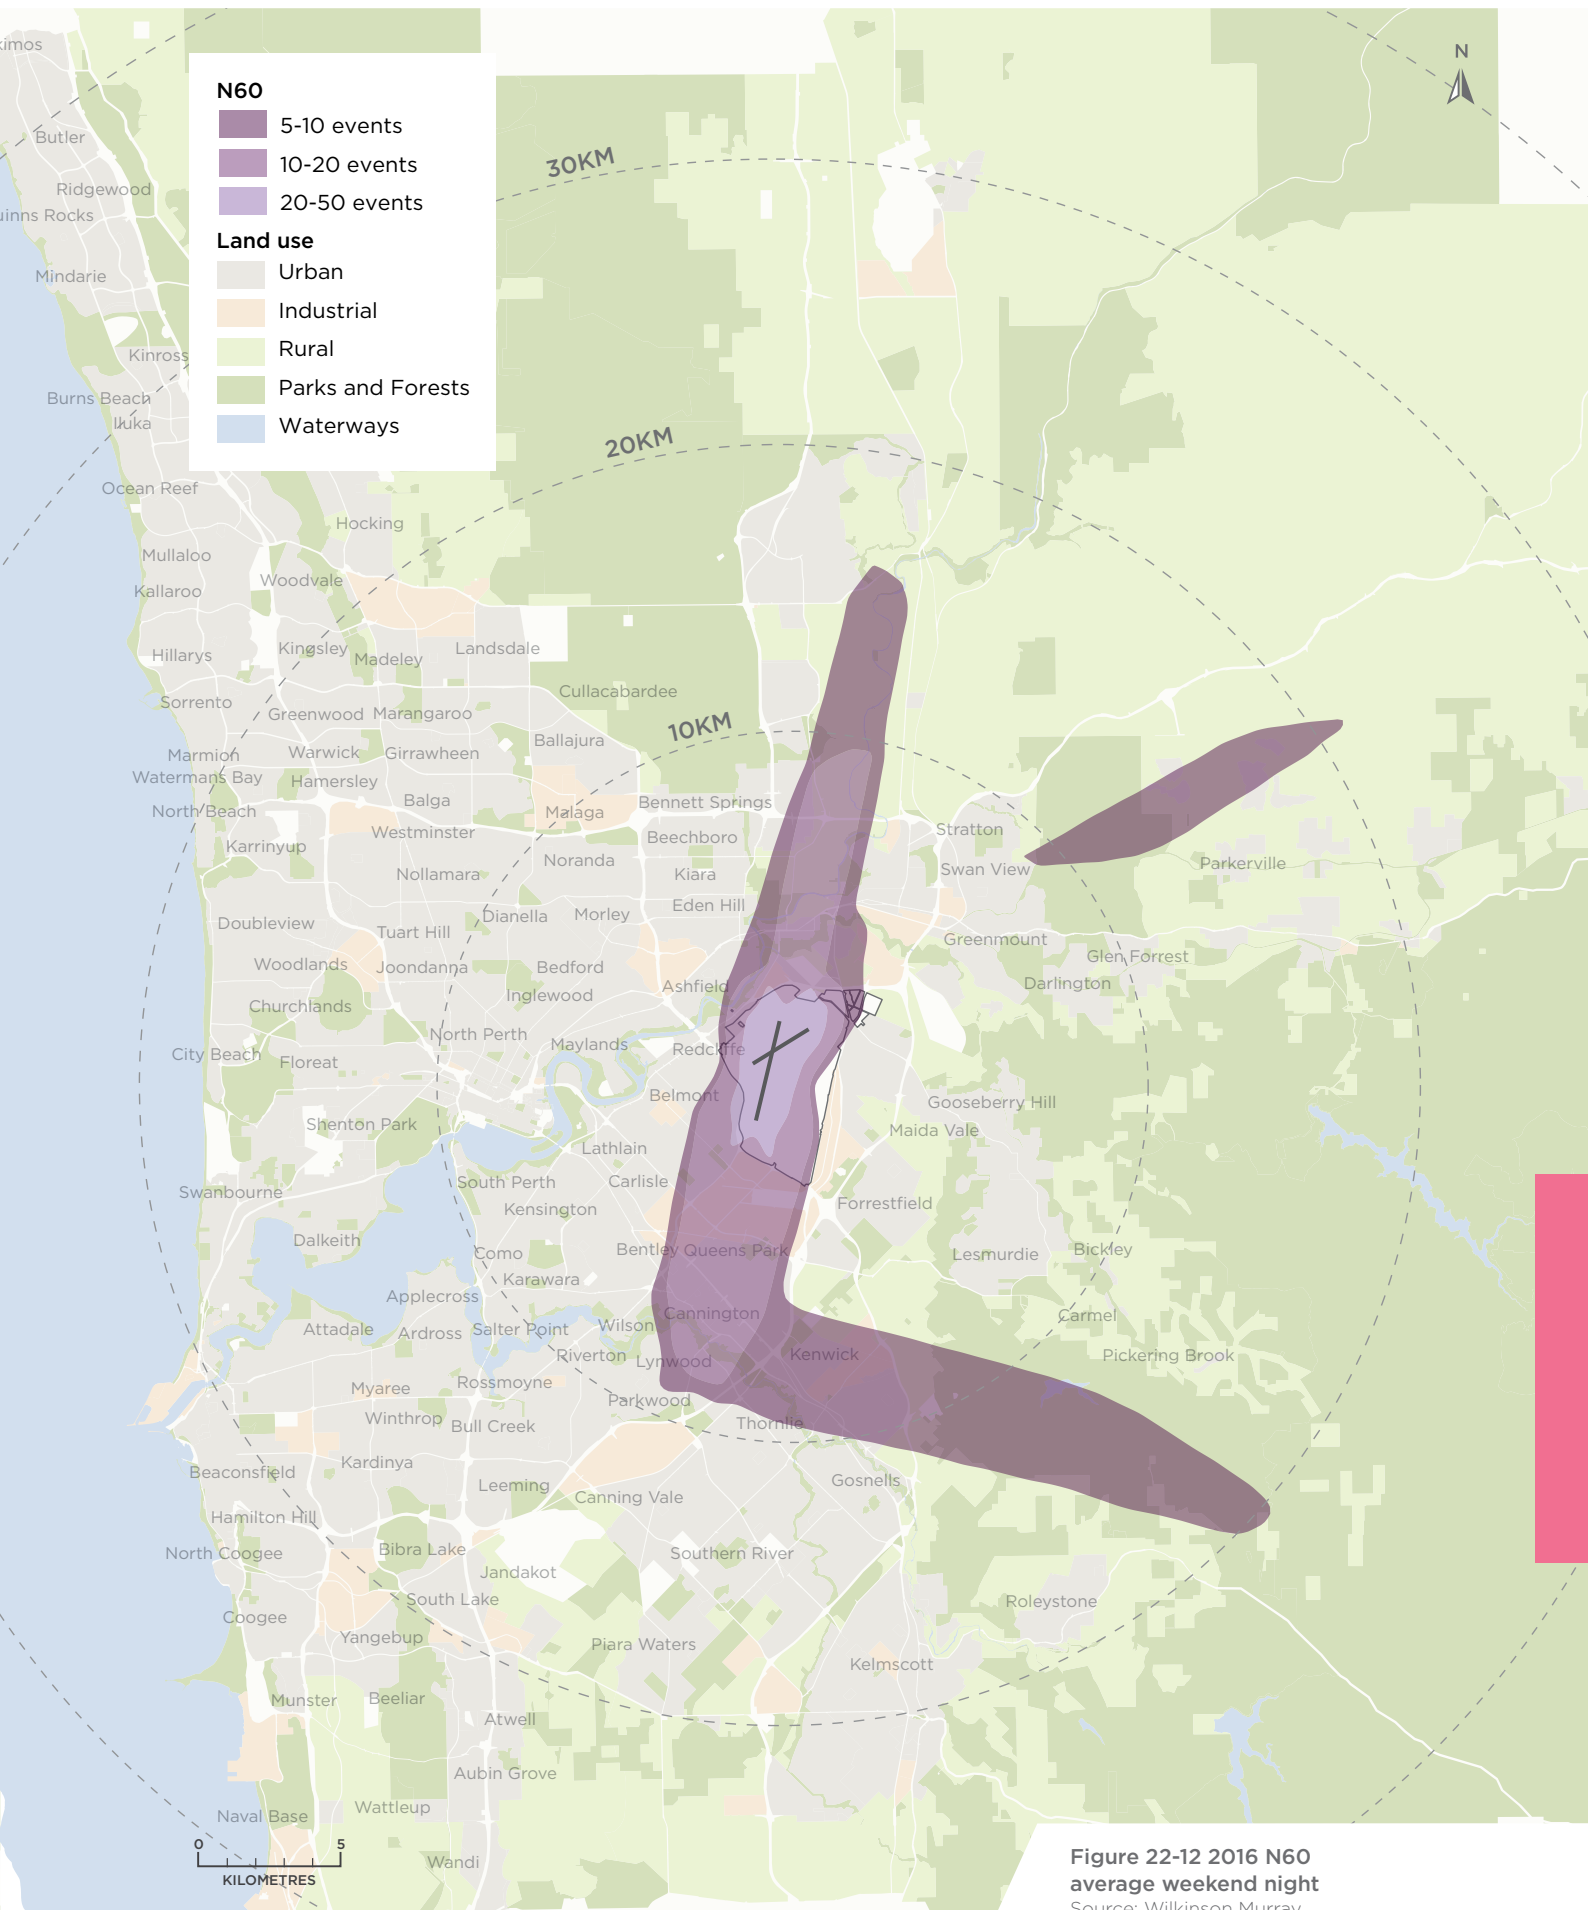 N60
5-10 events
10-20 events
20-50 events
Land use
Urban
Industrial
Rural
Parks and Forests
Waterways
N
30KM
20KM
10KM
Butler
Ridgewood
Mindarie
Kinross
Burns Beach
Iluka
Ocean Reef
Hocking
Mullaloo
Woodvale
Kallaroo
Hillarys
Kingsley
Madeley
Landsdale
Cullacabardee
Sorrento
Greenwood
Marangaroo
Ballajura
Marmion
Warwick
Girrawheen
Watermans Bay
Hamersley
North Beach
Balga
Malaga
Bennett Springs
Karrinyup
Westminster
Beechboro
Stratton
Noranda
Nollamara
Kiara
Swan View
Parkerville
Eden Hill
Doubleview
Dianella
Morley
Tuart Hill
Greenmount
Glen Forrest
Woodlands
Joondanna
Bedford
Ashfield
Darlington
Churchlands
Inglewood
North Perth
Maylands
Redcliffe
City Beach
Floreat
Belmont
Gooseberry Hill
Shenton Park
Maida Vale
Lathlain
Swanbourne
South Perth
Carlisle
Kensington
Forrestfield
Dalkeith
Como
Bentley
Queens Park
Lesmurdie
Bickley
Karawara
Applecross
Cannington
Carmel
Attadale
Ardross
Salter Point
Wilson
Riverton
Lynwood
Kenwick
Pickering Brook
Myaree
Rossmoyne
Parkwood
Winthrop
Bull Creek
Thornlie
Beaconsfield
Kardinya
Leeming
Canning Vale
Gosnells
Hamilton Hill
North Coogee
Bibra Lake
Jandakot
Southern River
Coogee
South Lake
Roleystone
Yangebup
Piara Waters
Kelmscott
Munster
Beeliar
Atwell
Aubin Grove
Naval Base
Wattleup
Wandi
0 5
KILOMETRES
Figure 22-12 2016 N60
average weekend night
Source: Wilkinson Murray